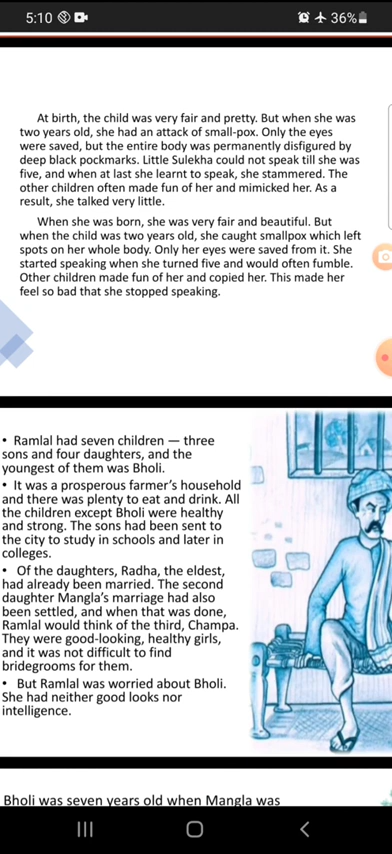 5:10
36%
At birth, the child was very fair and pretty. But when she was
two years old, she had an attack of small-pox. Only the eyes
were saved, but the entire body was permanently disfigured by
deep black pockmarks. Little Sulekha could not speak till she was
five, and when at last she learnt to speak, she stammered. The
other children often made fun of her and mimicked her. As a
result, she talked very little.
When she was born, she was very fair and beautiful. But
when the child was two years old, she caught smallpox which left
spots on her whole body. Only her eyes were saved from it. She
started speaking when she turned five and would often fumble.
Other children made fun of her and copied her. This made her
feel so bad that she stopped speaking.
• Ramlal had seven children — three
sons and four daughters, and the
youngest of them was Bholi.
• It was a prosperous farmer's household
and there was plenty to eat and drink. All
the children except Bholi were healthy
and strong. The sons had been sent to
the city to study in schools and later in
colleges.
• Of the daughters, Radha, the eldest,
had already been married. The second
daughter Mangla's marriage had also
been settled, and when that was done,
Ramlal would think of the third, Champa.
They were good-looking, healthy girls,
and it was not difficult to find
bridegrooms for them.
• But Ramlal was worried about Bholi.
She had neither good looks nor
intelligence.
Bholi was seven years old when Mangla was